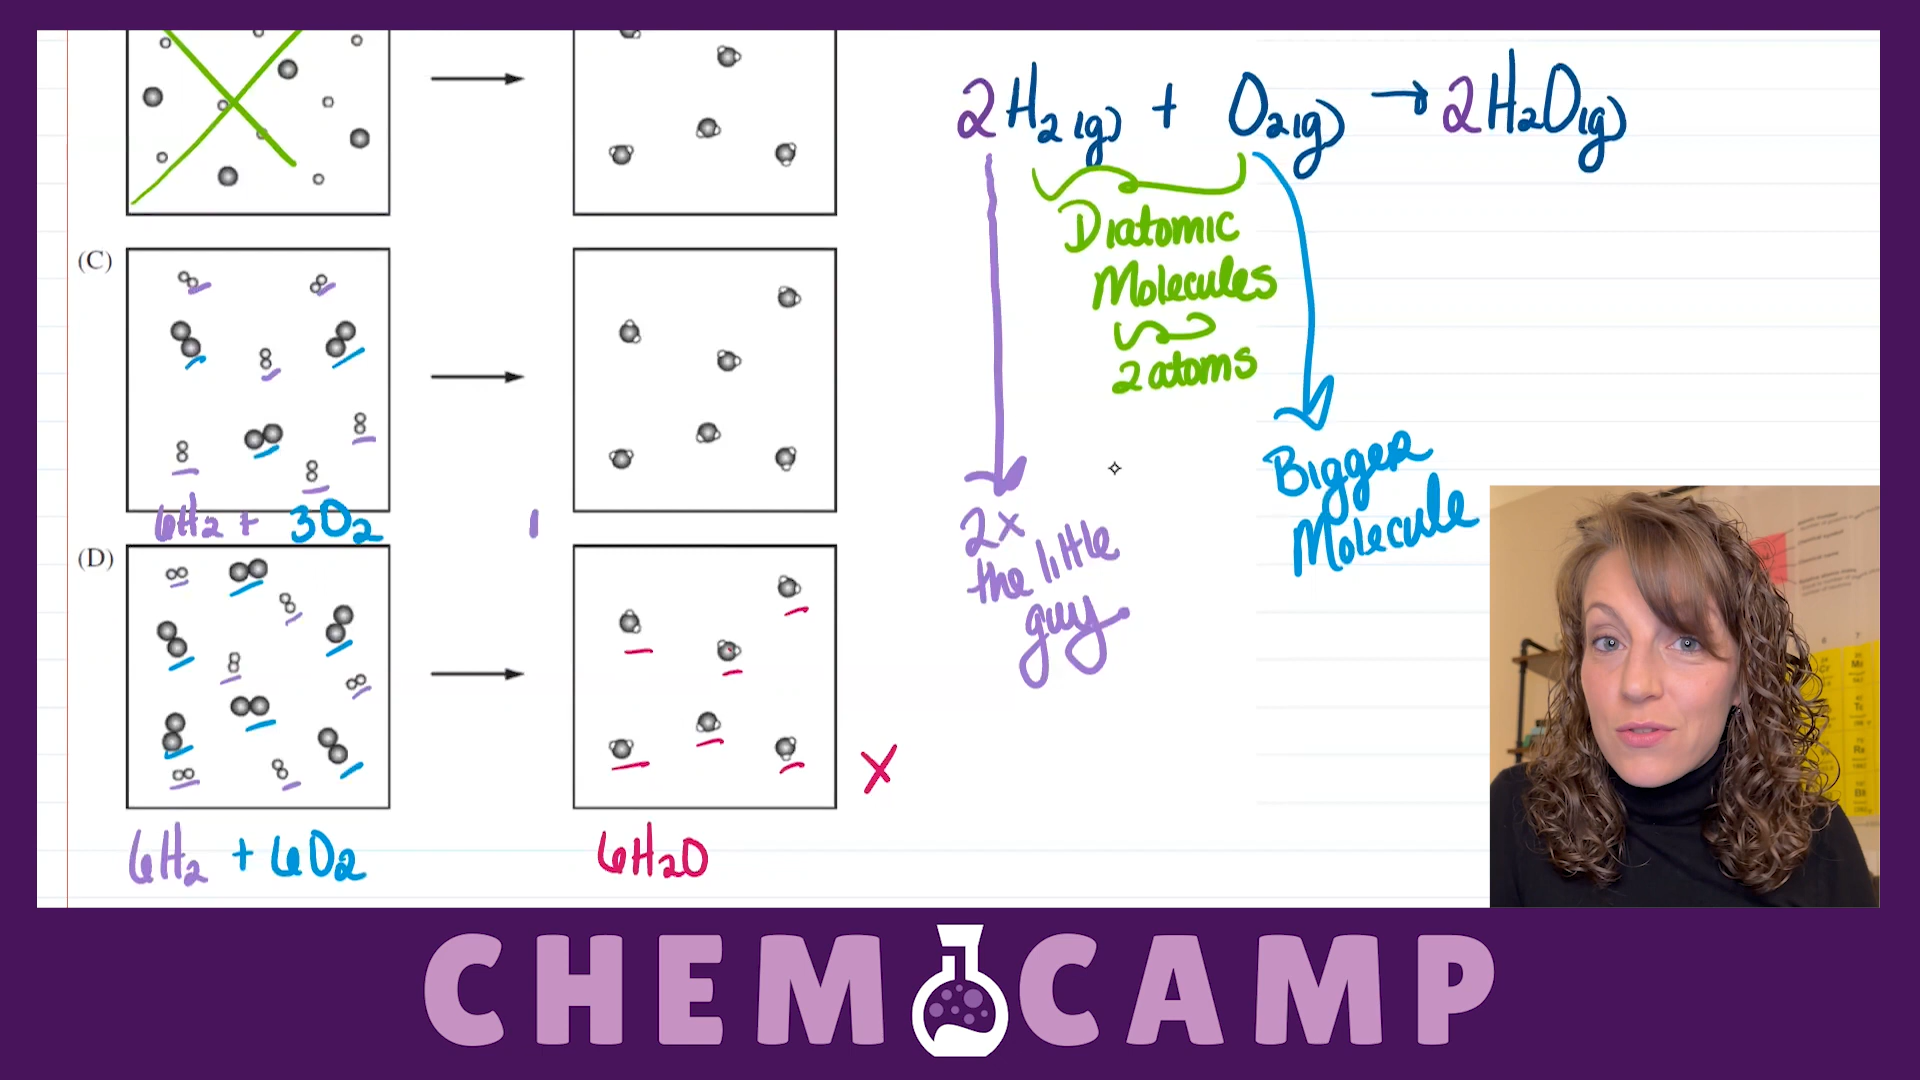 2H2(g) + O2(g) → 2H2O(g)
Diatomic
Molecules
2 atoms
(C)
6H2 + 3O2
(D)
6H2 + 6O2
6H2O
X
2x
the little
guy
Bigger
Molecule
CHEM CAMP